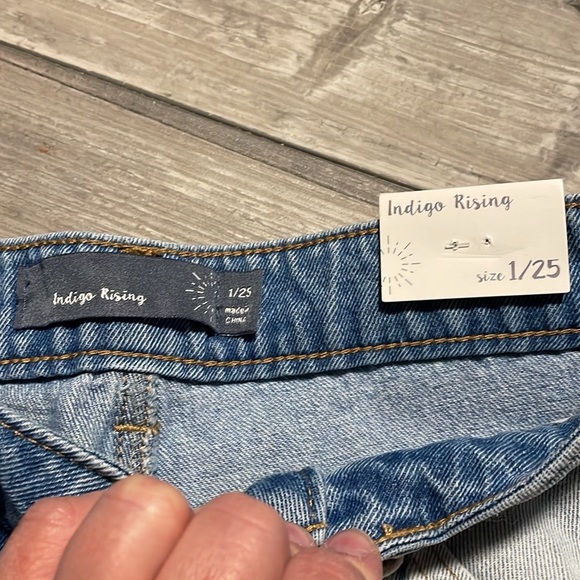 Indigo Rising
1/25
made in
CHINA
Indigo Rising
size 1/25